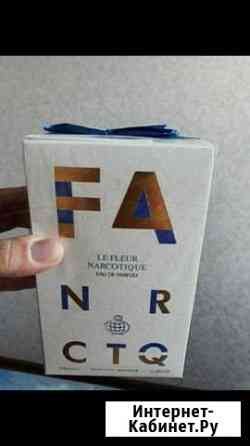 FA
LE FLEUR
NARCOTIQUE
EAU DE PARFUM
N R
CTQ
Интернет-
Кабинет.Ру